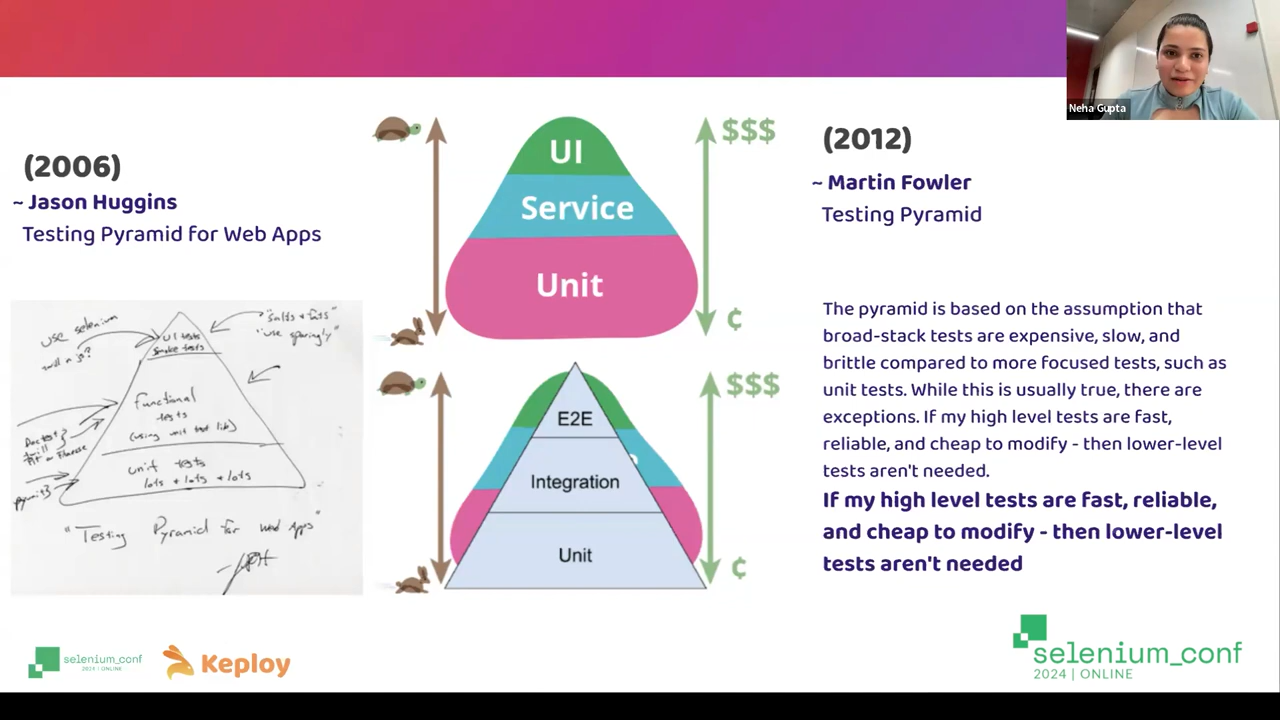 Neha Gupta
(2006)
~ Jason Huggins
Testing Pyramid for Web Apps
use selenium
UI tests
smoke tests
"use sparingly"
functional
tests
(using unit test lib)
unit tests
lots + lots + lots
"Testing Pyramid for web Apps"
UI
Service
Unit
$$$
¢
E2E
Integration
Unit
$$$
¢
(2012)
~ Martin Fowler
Testing Pyramid
The pyramid is based on the assumption that
broad-stack tests are expensive, slow, and
brittle compared to more focused tests, such as
unit tests. While this is usually true, there are
exceptions. If my high level tests are fast,
reliable, and cheap to modify - then lower-level
tests aren't needed.
If my high level tests are fast, reliable,
and cheap to modify - then lower-level
tests aren't needed
selenium_conf
2024 | ONLINE
Keploy
selenium_conf
2024 | ONLINE